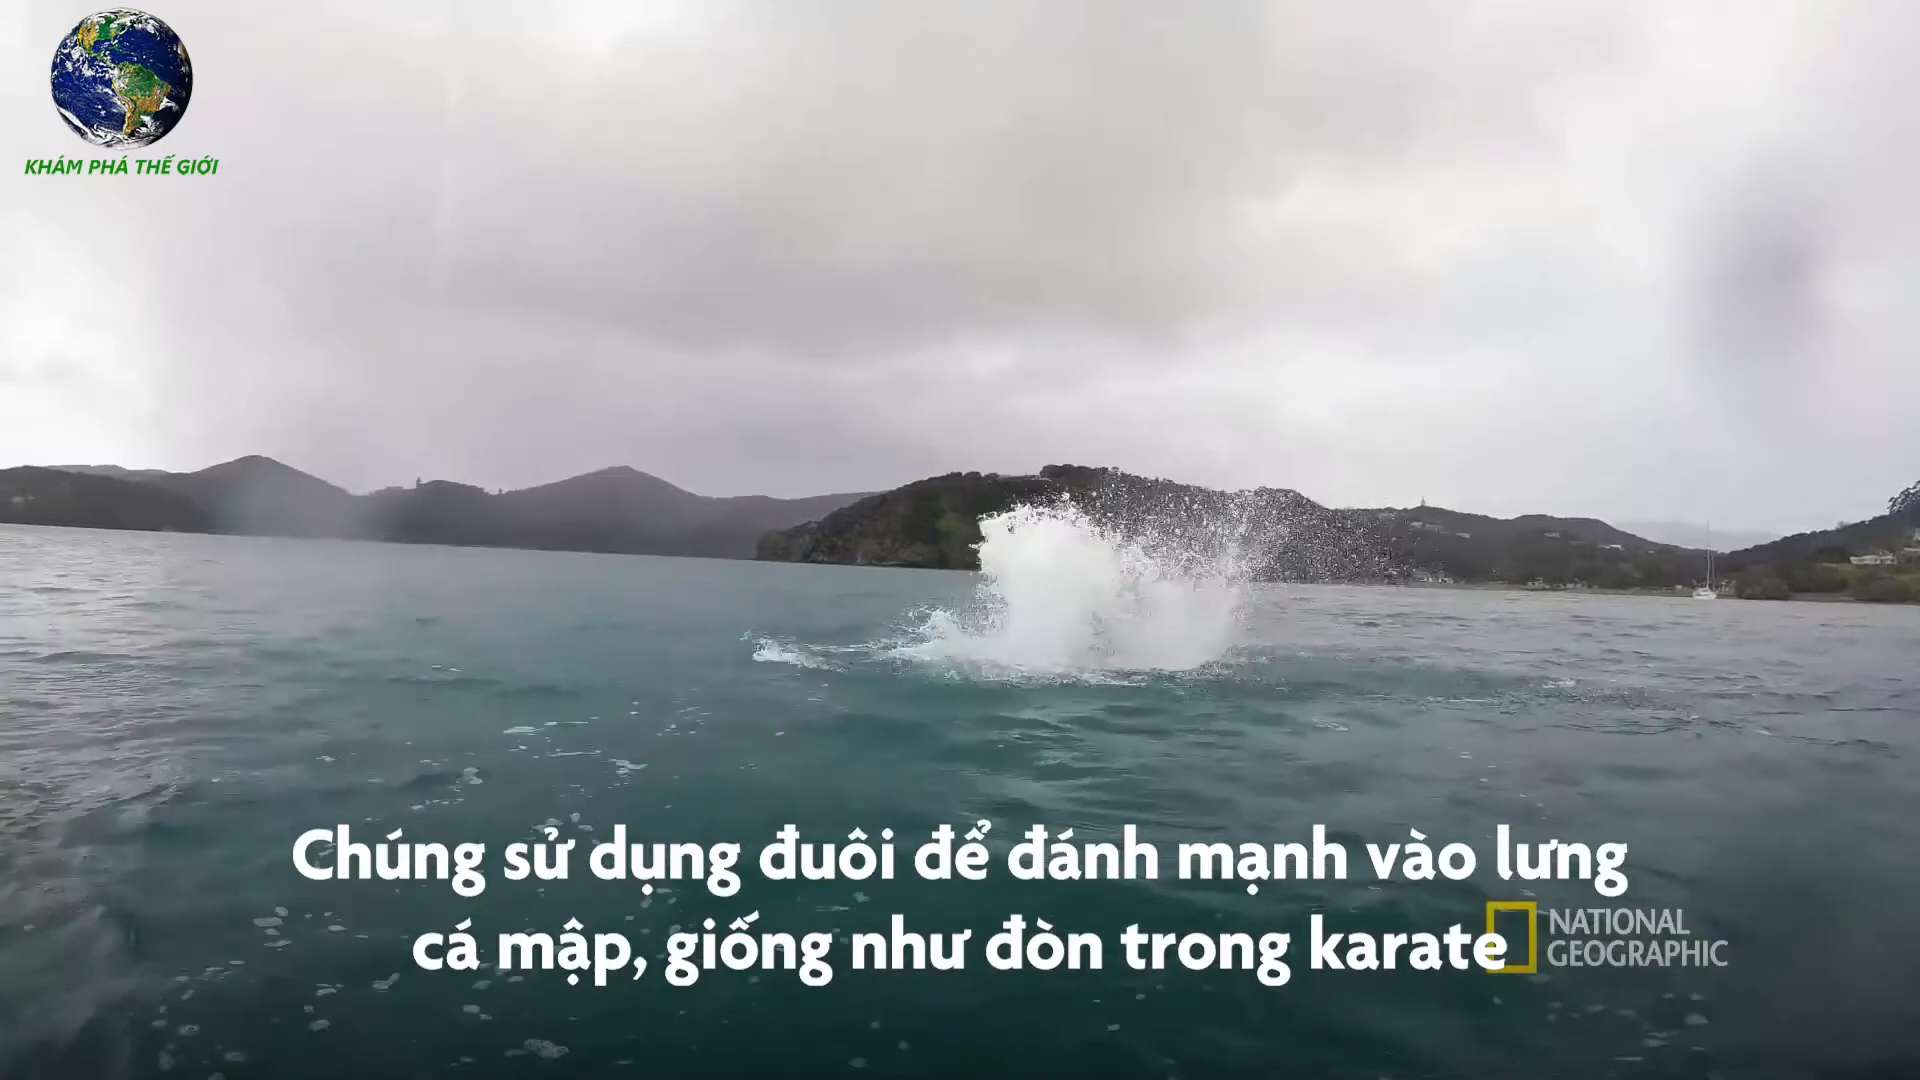 KHÁM PHÁ THẾ GIỚI
Chúng sử dụng đuôi để đánh mạnh vào lưng
cá mập, giống như đòn trong karate
NATIONAL
GEOGRAPHIC